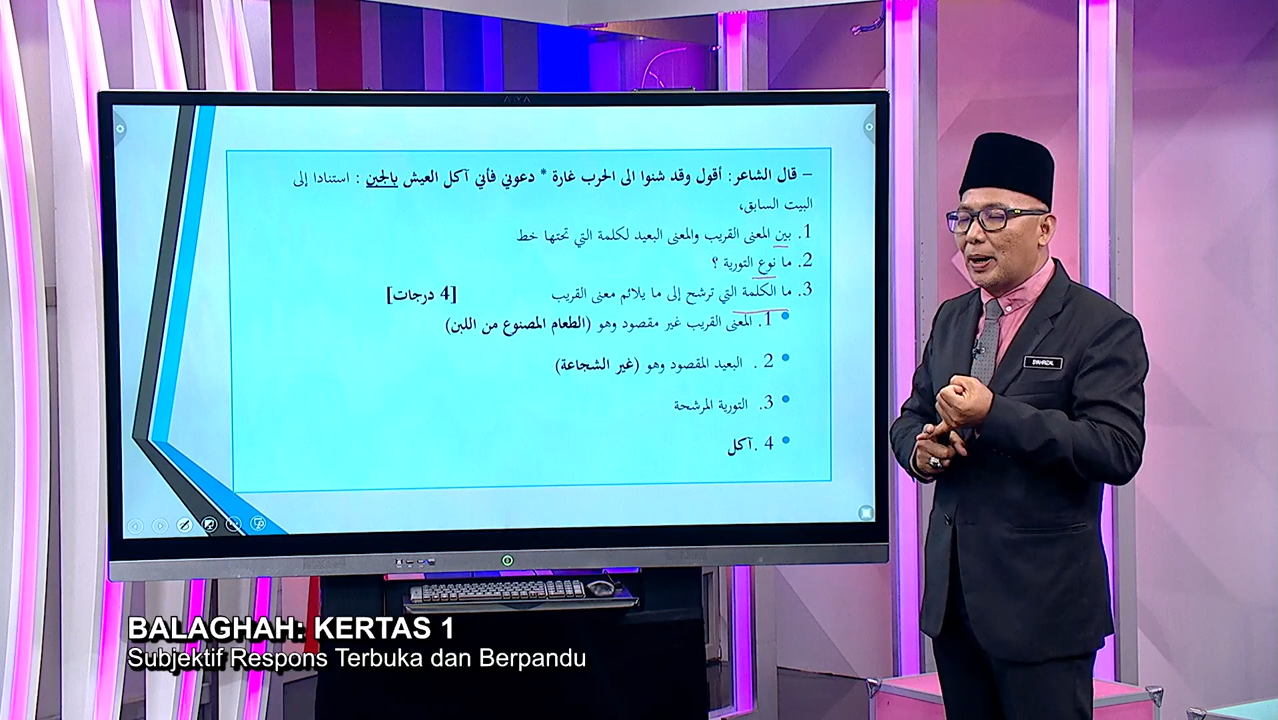 – قال الشاعر: أقول وقد شنوا الى الحرب غارة * دعوني فأني آكل العيش بالجبن : استنادا إلى
البيت السابق،
1. بين المعنى القريب والمعنى البعيد لكلمة التي تحتها خط
2. ما نوع التورية ؟
3. ما الكلمة التي ترشح إلى ما يلائم معنى القريب [4 درجات]
• 1. المعنى القريب غير مقصود وهو (الطعام المصنوع من اللبن)
• 2 . البعيد المقصود وهو (غير الشجاعة)
• 3. التورية المرشحة
• 4 .آكل
SYAHRIZAL
BALAGHAH: KERTAS 1
Subjektif Respons Terbuka dan Berpandu